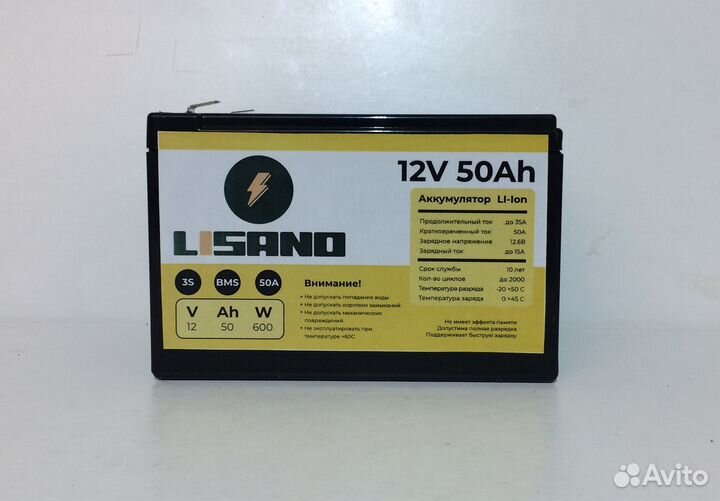 12V 50Ah
Аккумулятор LI-Ion
Продолжительный ток до 35А
Кратковременный ток 50А
Зарядное напряжение 12.6В
Зарядный ток до 15А
Срок службы 10 лет
Кол-во циклов до 2000
Температура разряда -20 +50 С
Температура заряда 0 +45 С
Не имеет эффекта памяти
Допустима полная разрядка
Поддерживает быструю зарядку
LISANO
3S BMS 50A
V Ah W
12 50 600
Внимание!
• Не допускать попадания воды
• Не допускать коротких замыканий
• Не допускать механических
повреждений
• Не эксплуатировать при
температуре +60С
Avito